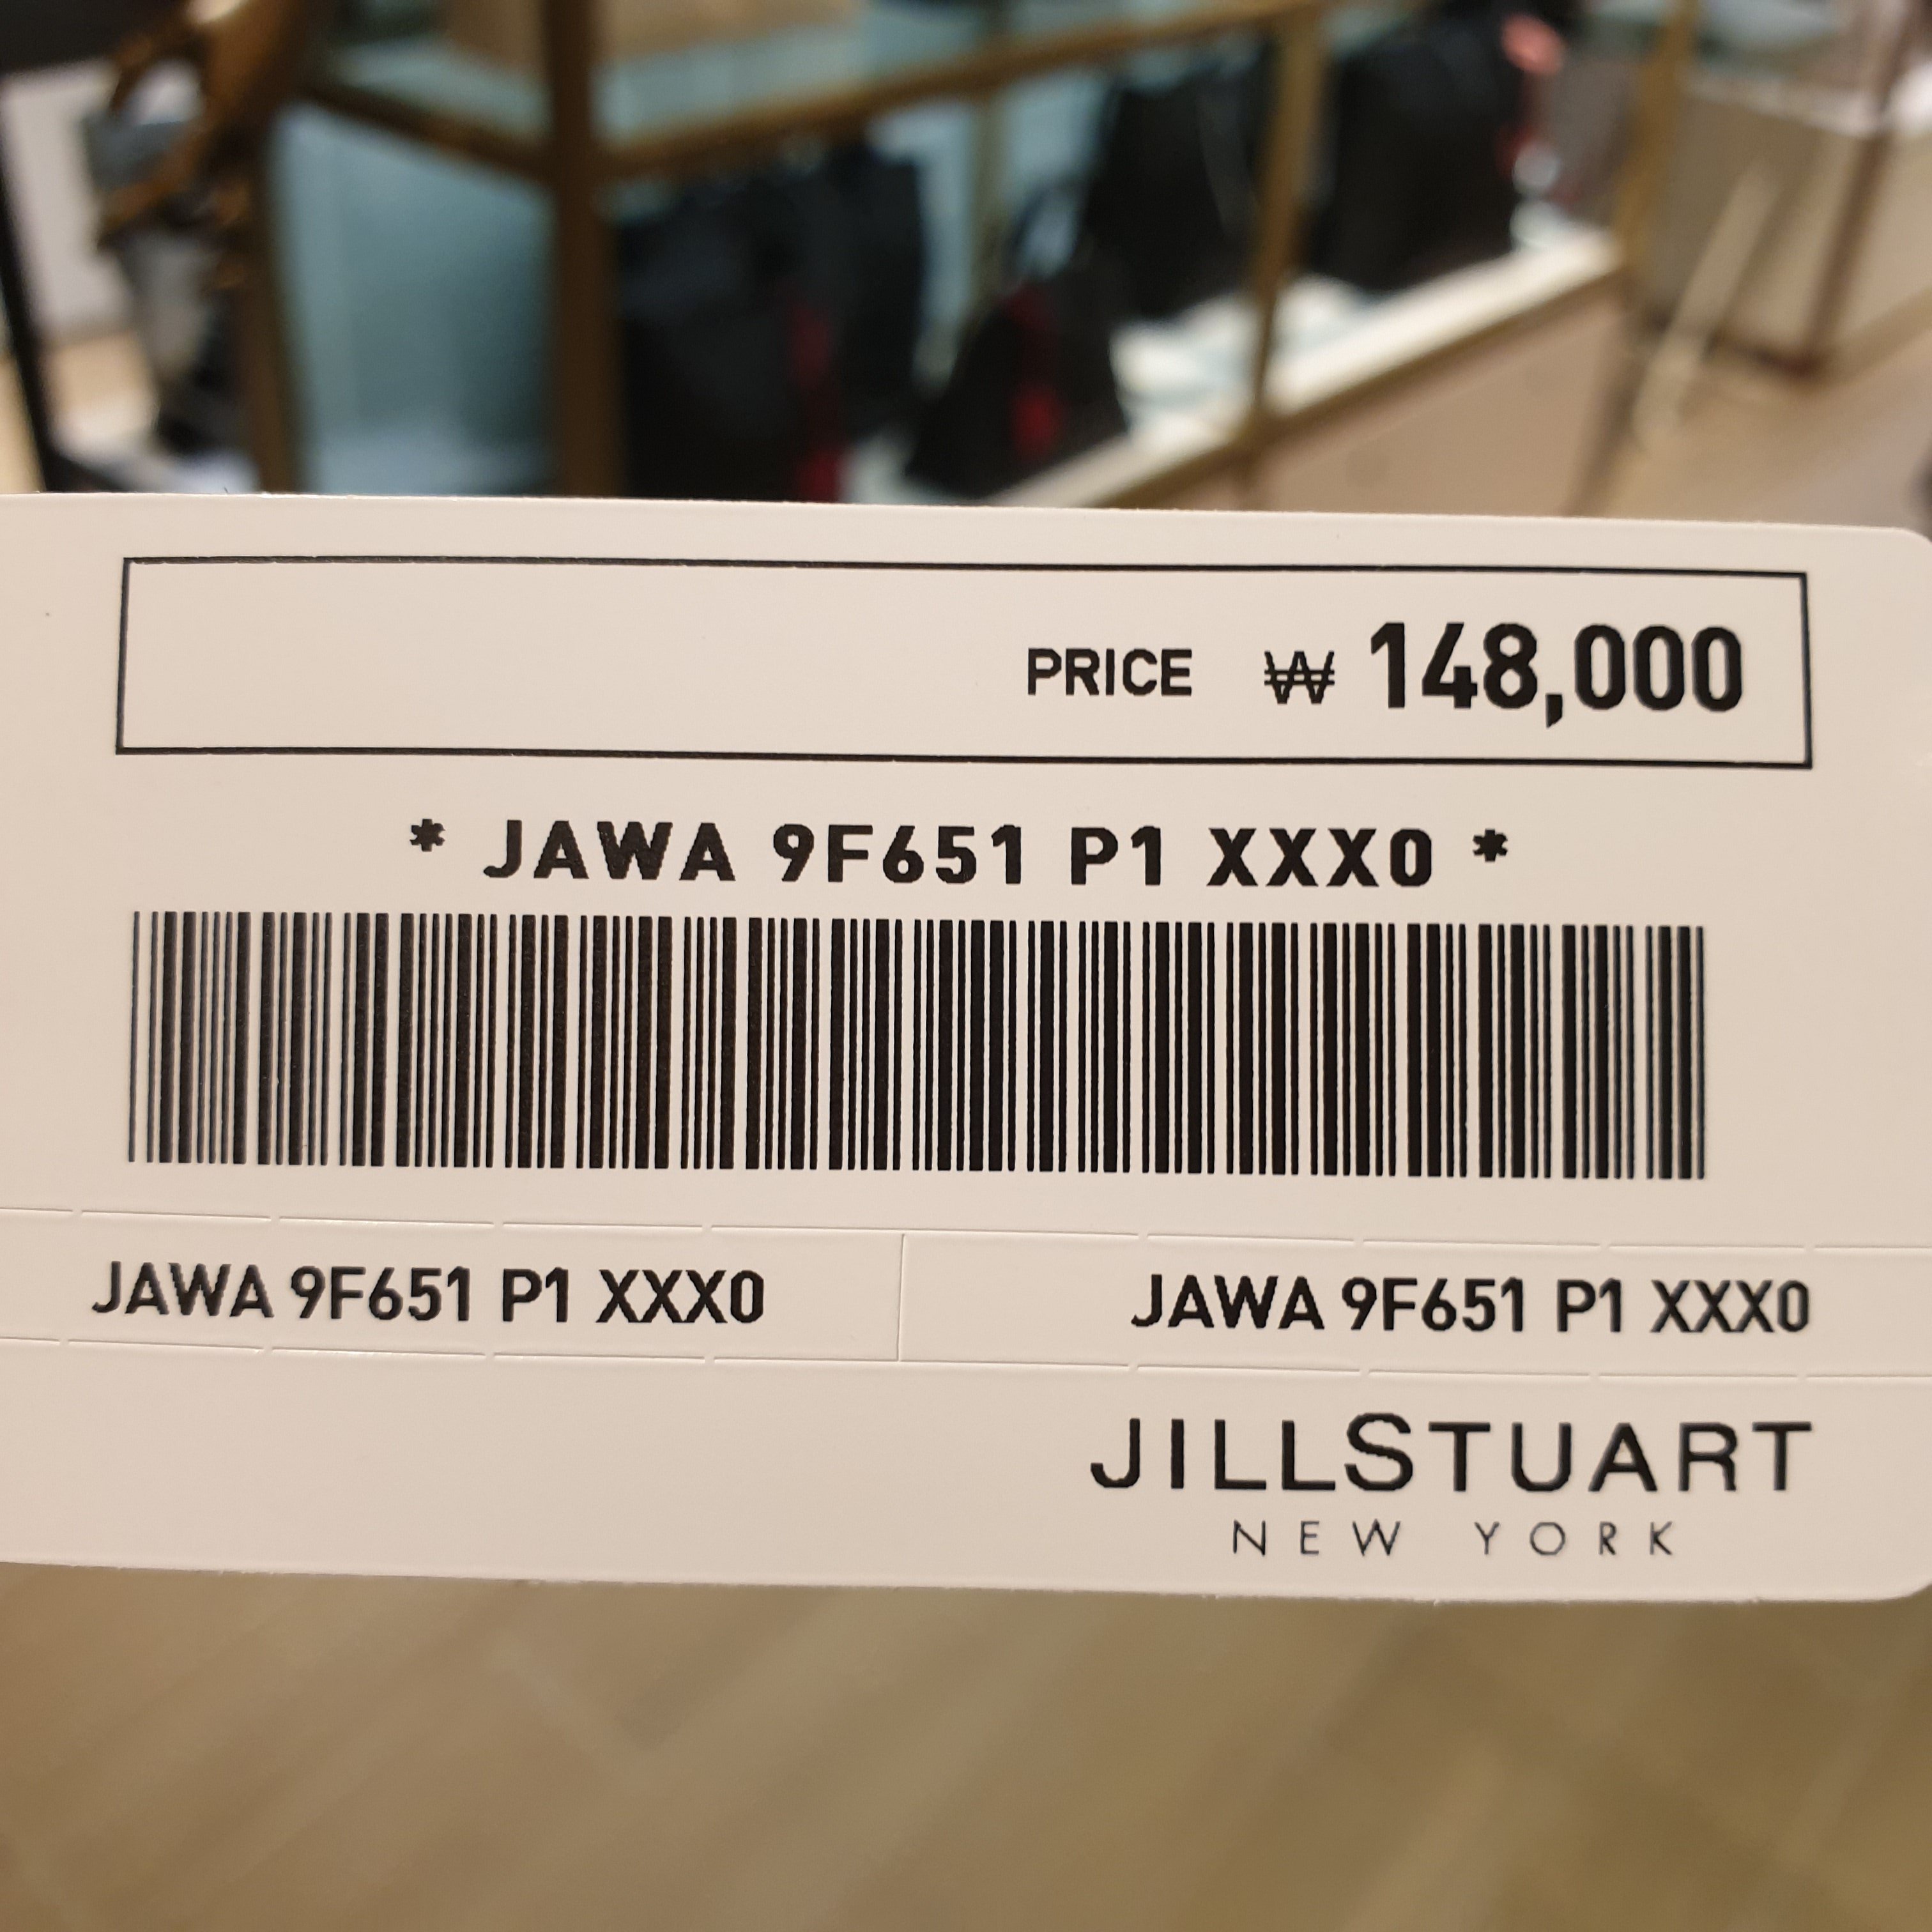 PRICE ₩ 148,000
* JAWA 9F651 P1 XXX0 *
JAWA 9F651 P1 XXX0 JAWA 9F651 P1 XXX0
JILLSTUART
NEW YORK